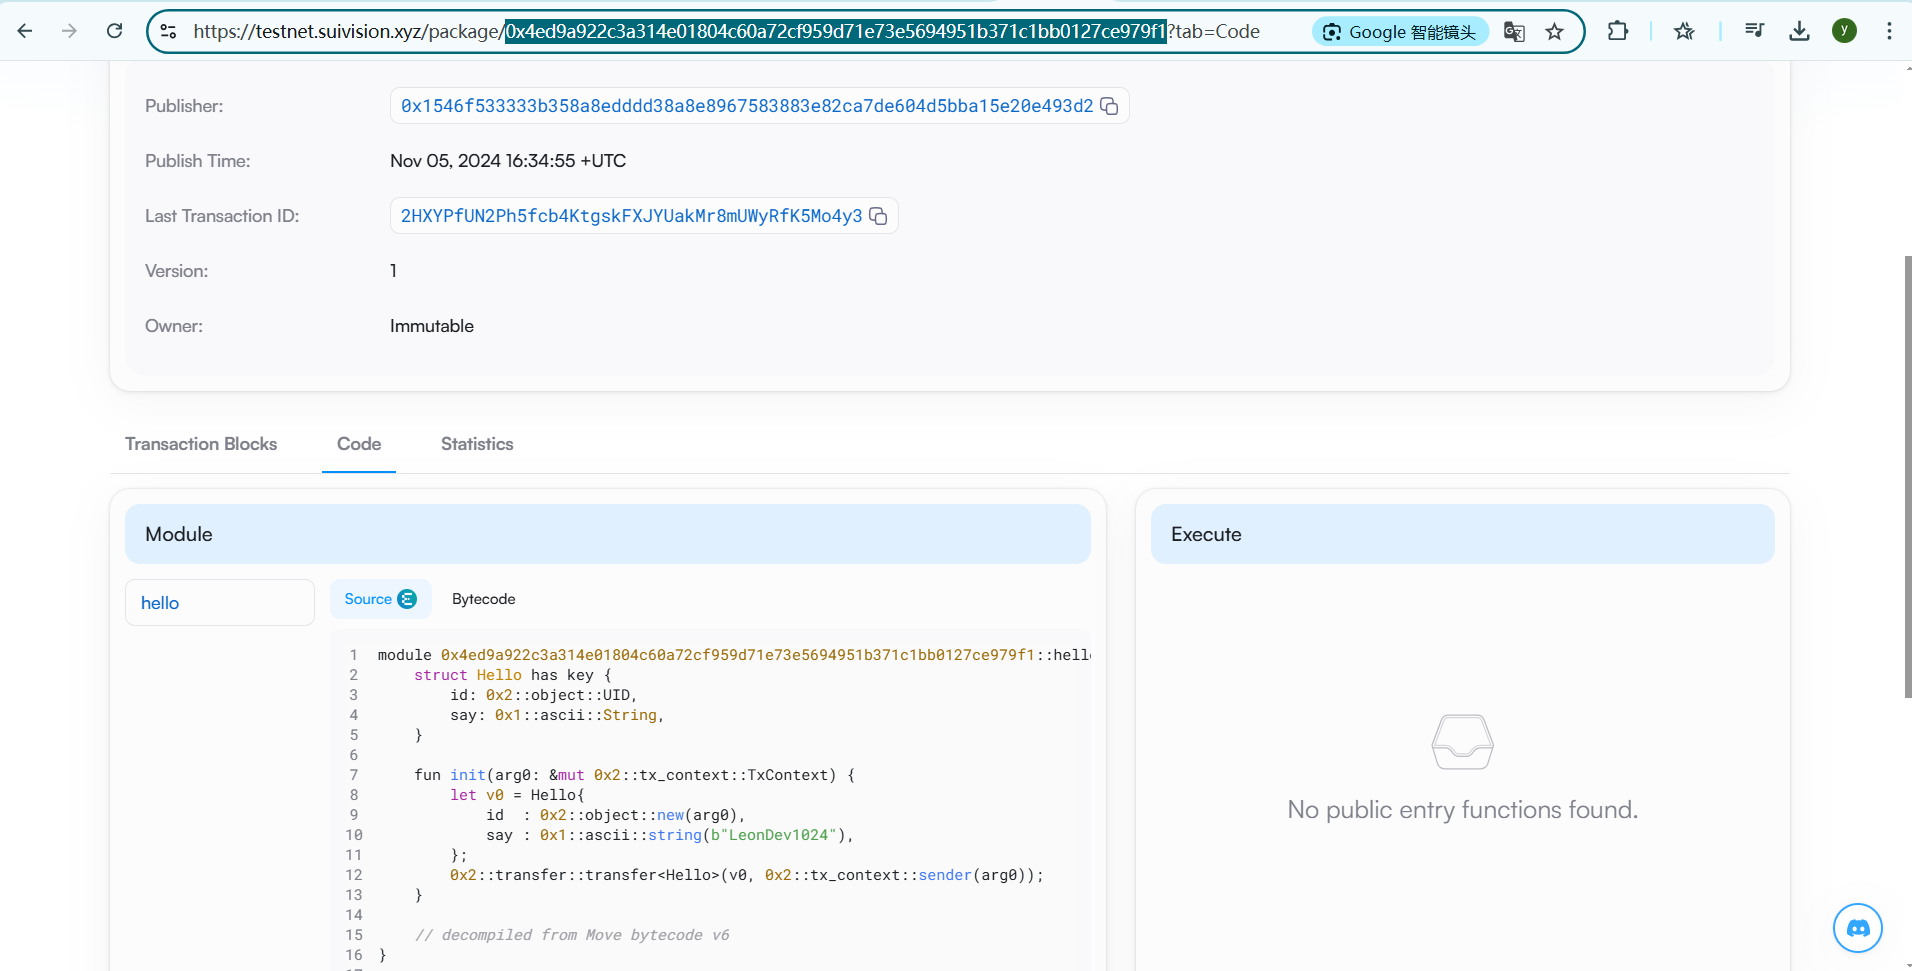 https://testnet.suivision.xyz/package/0x4ed9a922c3a314e01804c60a72cf959d71e73e5694951b371c1bb0127ce979f1?tab=Code
Google 智能镜头
y
Publisher:
0x1546f533333b358a8edddd38a8e8967583883e82ca7de604d5bba15e20e493d2
Publish Time:
Nov 05, 2024 16:34:55 +UTC
Last Transaction ID:
2HXYPfUN2Ph5fcb4KtgskFXJYUakMr8mUWyRfK5Mo4y3
Version:
1
Owner:
Immutable
Transaction Blocks
Code
Statistics
Module
hello
Source
Bytecode
1 module 0x4ed9a922c3a314e01804c60a72cf959d71e73e5694951b371c1bb0127ce979f1::hell
2 struct Hello has key {
3 id: 0x2::object::UID,
4 say: 0x1::ascii::String,
5 }
6
7 fun init(arg0: &mut 0x2::tx_context::TxContext) {
8 let v0 = Hello{
9 id  : 0x2::object::new(arg0),
10 say : 0x1::ascii::string(b"LeonDev1024"),
11 };
12 0x2::transfer::transfer<Hello>(v0, 0x2::tx_context::sender(arg0));
13 }
14
15 // decompiled from Move bytecode v6
16 }
Execute
No public entry functions found.